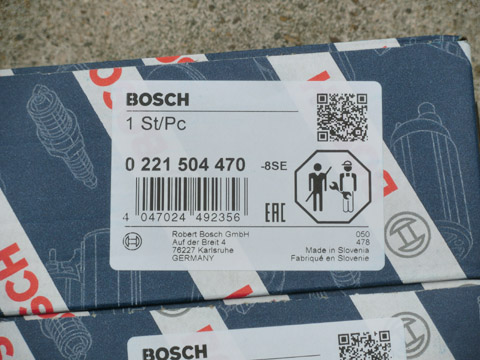 BOSCH
1 St/Pc
0 221 504 470 -8SE
4 047024 492356
EAC
Robert Bosch GmbH
Auf der Breit 4
76227 Karlsruhe
GERMANY
050
478
Made in Slovenia
Fabriqué en Slovenie
BOSCH
BOSCH